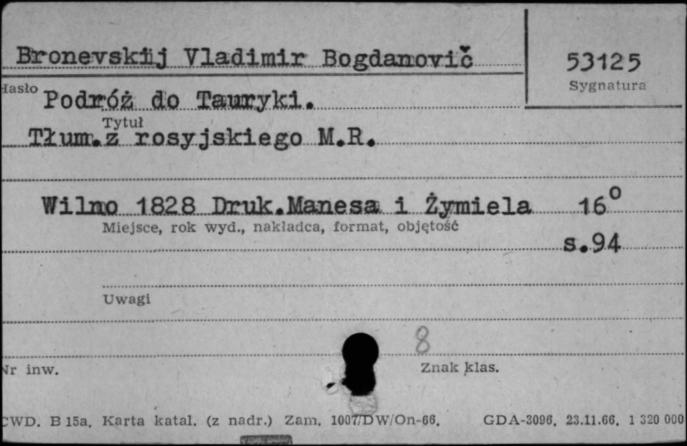 Bronevskij Vladimir Bogdanovič 53125
Hasło Sygnatura
Podróż do Tauryki.
Tytuł
Tłum.z rosyjskiego M.R.
Wilno 1828 Druk.Manesa i Żymiela 16°
Miejsce, rok wyd., nakładca, format, objętość
s.94
Uwagi
8
Nr inw. Znak klas.
CWD. B 15a. Karta katal. (z nadr.) Zam. 1007/DW/On-66. GDA-3096. 23.11.66. 1 320 000